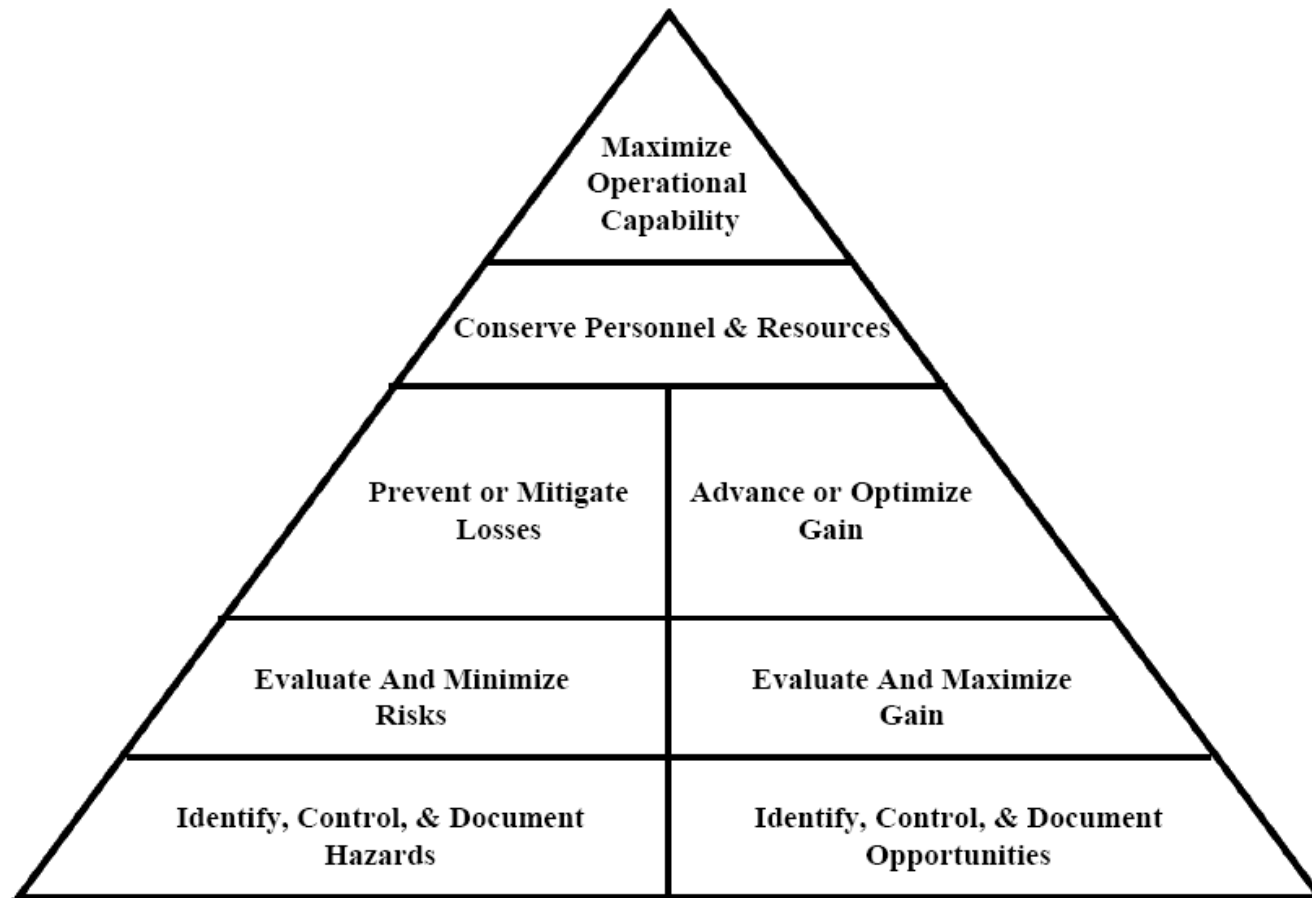 Maximize
Operational
Capability
Conserve Personnel & Resources
Prevent or Mitigate
Losses
Advance or Optimize
Gain
Evaluate And Minimize
Risks
Evaluate And Maximize
Gain
Identify, Control, & Document
Hazards
Identify, Control, & Document
Opportunities